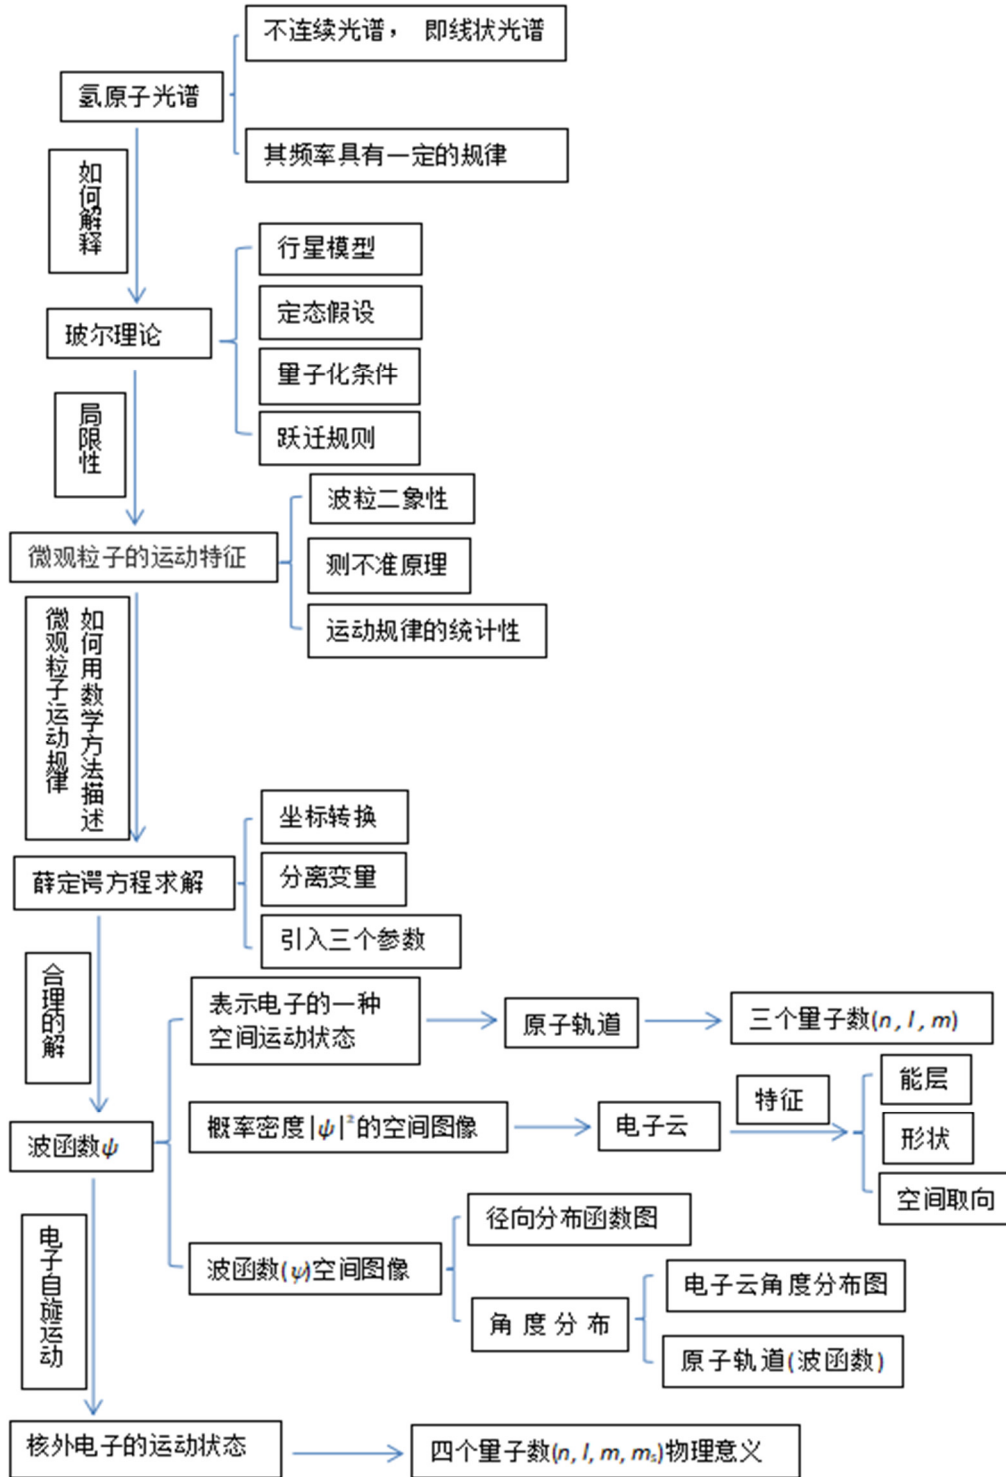 不连续光谱， 即线状光谱
氢原子光谱
其频率具有一定的规律
如何解释
行星模型
定态假设
玻尔理论
量子化条件
跃迁规则
局限性
波粒二象性
微观粒子的运动特征
测不准原理
运动规律的统计性
如何用数学方法描述
微观粒子运动规律
坐标转换
薛定谔方程求解
分离变量
引入三个参数
合理的解
表示电子的一种
空间运动状态
原子轨道
三个量子数(n, l, m)
能层
特征
概率密度|ψ|²的空间图像
电子云
形状
波函数ψ
空间取向
径向分布函数图
电子自旋运动
波函数(ψ)空间图像
电子云角度分布图
角度分布
原子轨道(波函数)
核外电子的运动状态
四个量子数(n, l, m, mₛ)物理意义